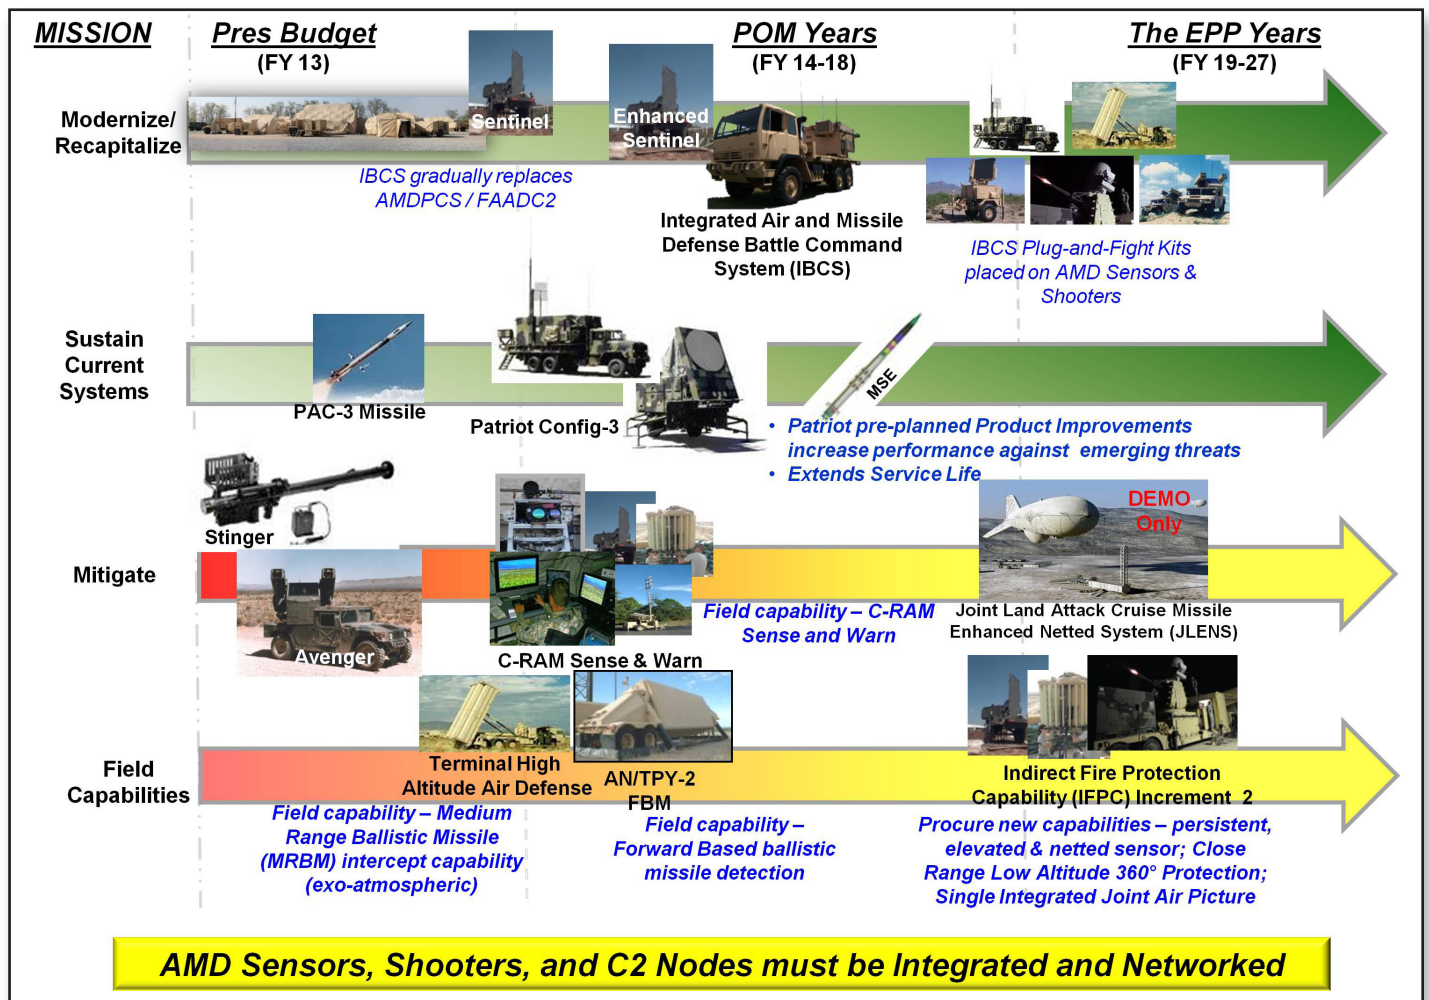 MISSION
Pres Budget
(FY 13)
POM Years
(FY 14-18)
The EPP Years
(FY 19-27)
Modernize/
Recapitalize
Sentinel
Enhanced
Sentinel
IBCS gradually replaces
AMDPCS / FAADC2
Integrated Air and Missile
Defense Battle Command
System (IBCS)
IBCS Plug-and-Fight Kits
placed on AMD Sensors &
Shooters
Sustain
Current
Systems
PAC-3 Missile
Patriot Config-3
MSE
• Patriot pre-planned Product Improvements
increase performance against emerging threats
• Extends Service Life
Mitigate
Stinger
Avenger
C-RAM Sense & Warn
Field capability – C-RAM
Sense and Warn
DEMO
Only
Joint Land Attack Cruise Missile
Enhanced Netted System (JLENS)
Field
Capabilities
Terminal High
Altitude Air Defense
Field capability – Medium
Range Ballistic Missile
(MRBM) intercept capability
(exo-atmospheric)
AN/TPY-2
FBM
Field capability –
Forward Based ballistic
missile detection
Indirect Fire Protection
Capability (IFPC) Increment 2
Procure new capabilities – persistent,
elevated & netted sensor; Close
Range Low Altitude 360° Protection;
Single Integrated Joint Air Picture
AMD Sensors, Shooters, and C2 Nodes must be Integrated and Networked